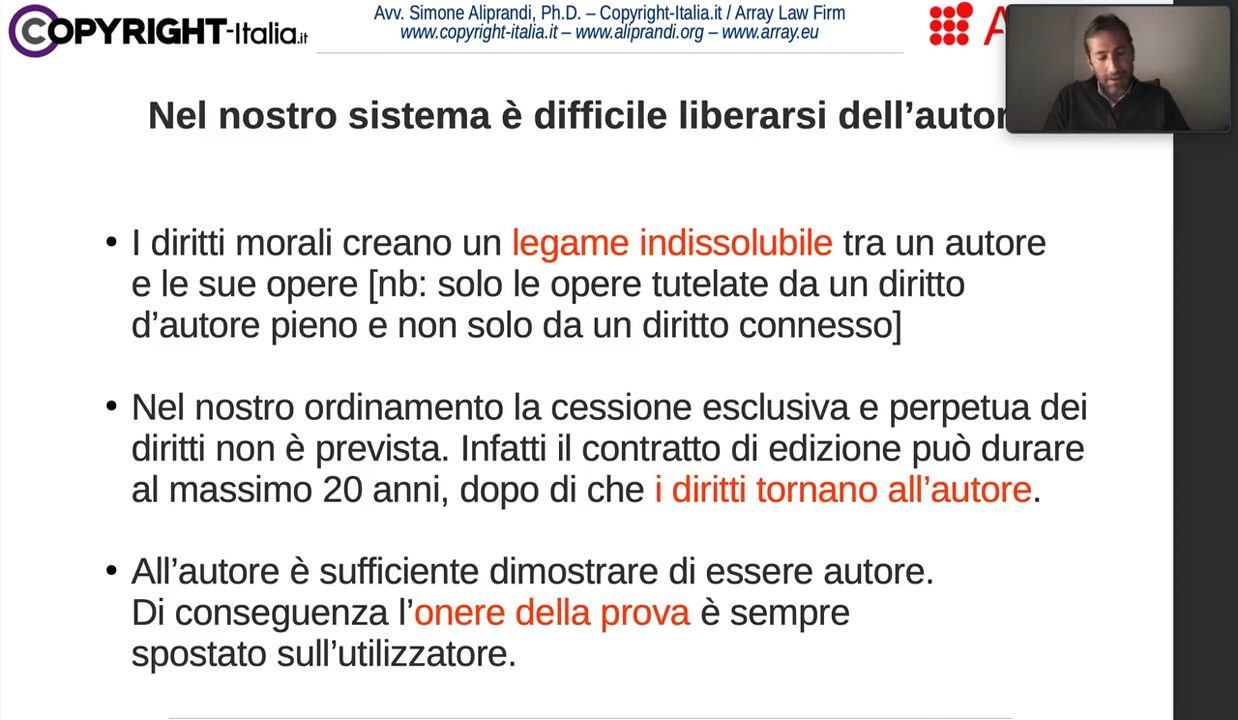 COPYRIGHT-Italia.it
Avv. Simone Aliprandi, Ph.D. – Copyright-Italia.it / Array Law Firm
www.copyright-italia.it – www.aliprandi.org – www.array.eu
A
Nel nostro sistema è difficile liberarsi dell’autor
• I diritti morali creano un legame indissolubile tra un autore
e le sue opere [nb: solo le opere tutelate da un diritto
d’autore pieno e non solo da un diritto connesso]
• Nel nostro ordinamento la cessione esclusiva e perpetua dei
diritti non è prevista. Infatti il contratto di edizione può durare
al massimo 20 anni, dopo di che i diritti tornano all’autore.
• All’autore è sufficiente dimostrare di essere autore.
Di conseguenza l’onere della prova è sempre
spostato sull’utilizzatore.